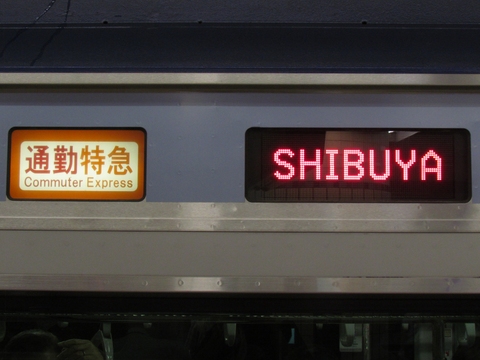 通勤特急
Commuter Express
SHIBUYA